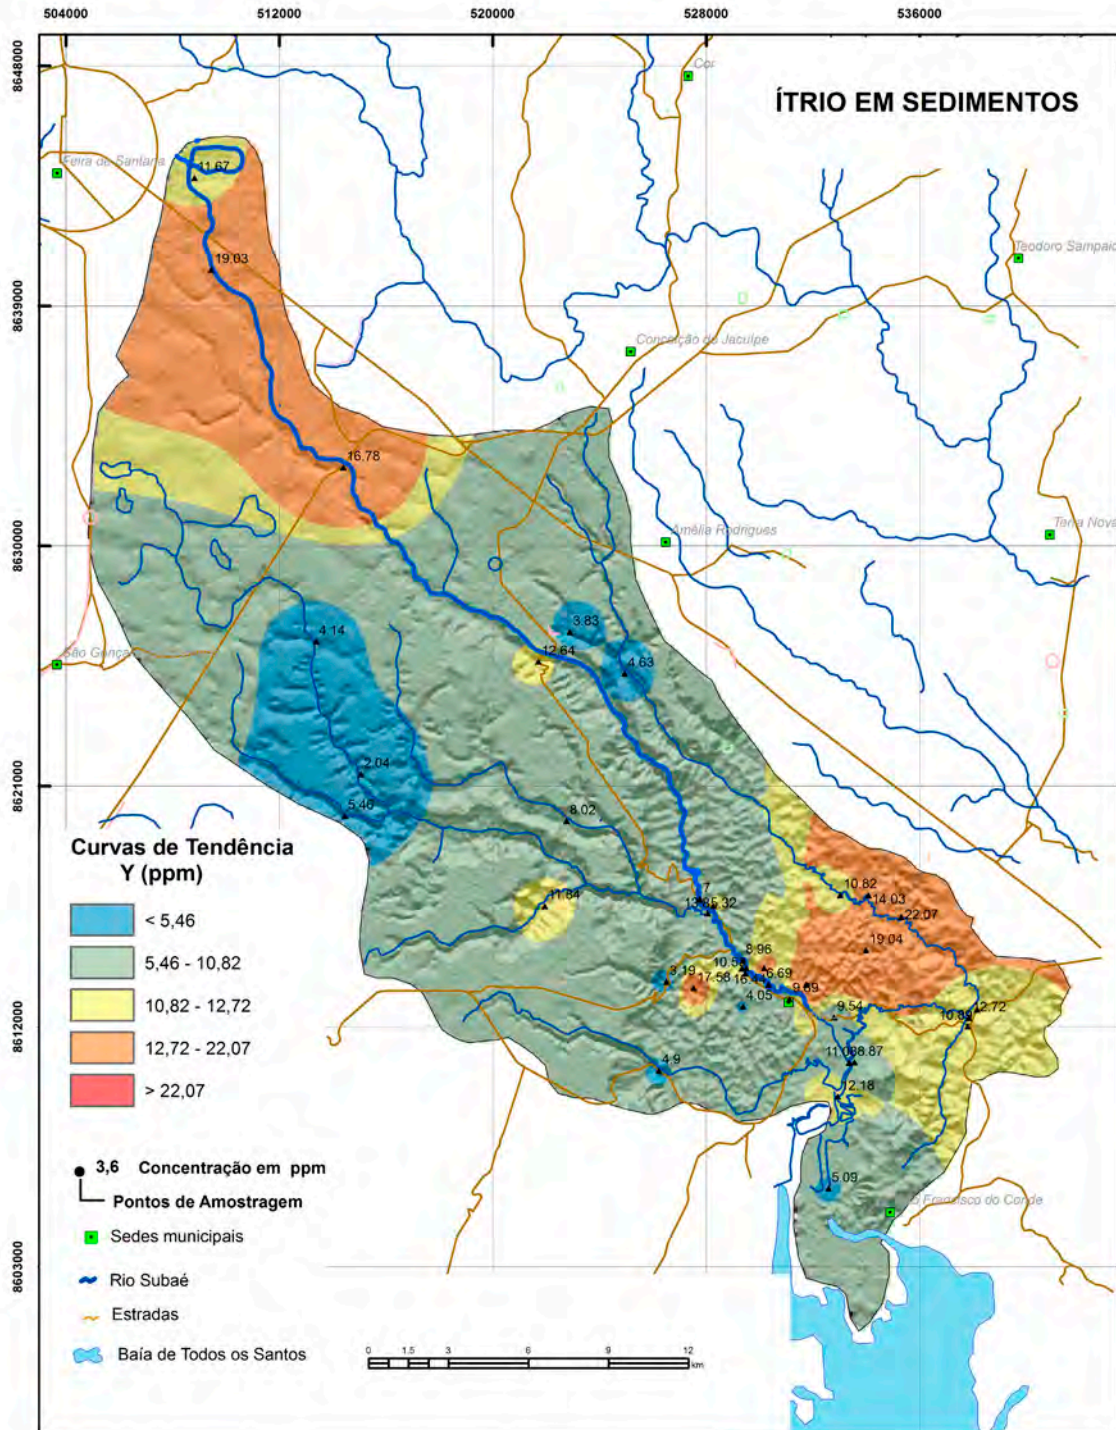 504000
512000
520000
528000
536000
8648000
8639000
8630000
8621000
8612000
8603000
ÍTRIO EM SEDIMENTOS
Feira de Santana
Teodoro Sampaio
Conceição do Jacuípe
Amélia Rodrigues
Terra Nova
São Gonçalo
Francisco do Conde
11.67
19.03
16.78
3.83
12.64
4.63
4.14
2.04
5.46
8.02
11.84
7
10.82
14.03
22.07
19.04
8.96
3.19
17.58
6.69
4.05
9.69
9.54
4.9
12.18
5.09
Curvas de Tendência
Y (ppm)
< 5,46
5,46 - 10,82
10,82 - 12,72
12,72 - 22,07
> 22,07
3,6 Concentração em ppm
Pontos de Amostragem
Sedes municipais
Rio Subaé
Estradas
Baía de Todos os Santos
0 1.5 3 6 9 12
km